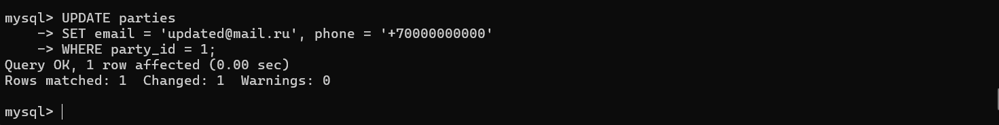 mysql> UPDATE parties
    -> SET email = 'updated@mail.ru', phone = '+70000000000'
    -> WHERE party_id = 1;
Query OK, 1 row affected (0.00 sec)
Rows matched: 1  Changed: 1  Warnings: 0
mysql>